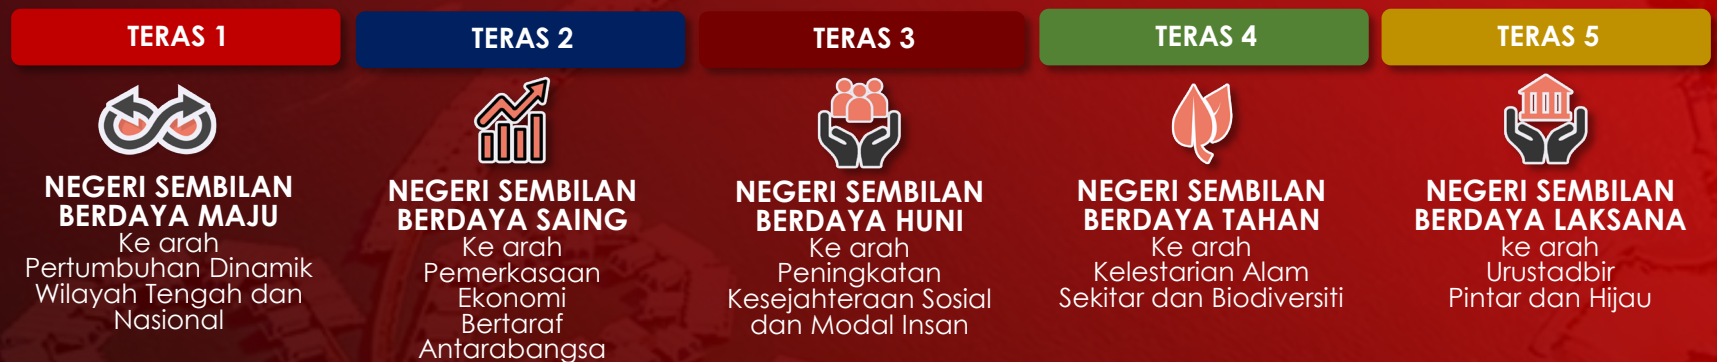 TERAS 1
NEGERI SEMBILAN
BERDAYA MAJU
Ke arah
Pertumbuhan Dinamik
Wilayah Tengah dan
Nasional
TERAS 2
NEGERI SEMBILAN
BERDAYA SAING
Ke arah
Pemerkasaan
Ekonomi
Bertaraf
Antarabangsa
TERAS 3
NEGERI SEMBILAN
BERDAYA HUNI
Ke arah
Peningkatan
Kesejahteraan Sosial
dan Modal Insan
TERAS 4
NEGERI SEMBILAN
BERDAYA TAHAN
Ke arah
Kelestarian Alam
Sekitar dan Biodiversiti
TERAS 5
NEGERI SEMBILAN
BERDAYA LAKSANA
ke arah
Urustadbir
Pintar dan Hijau